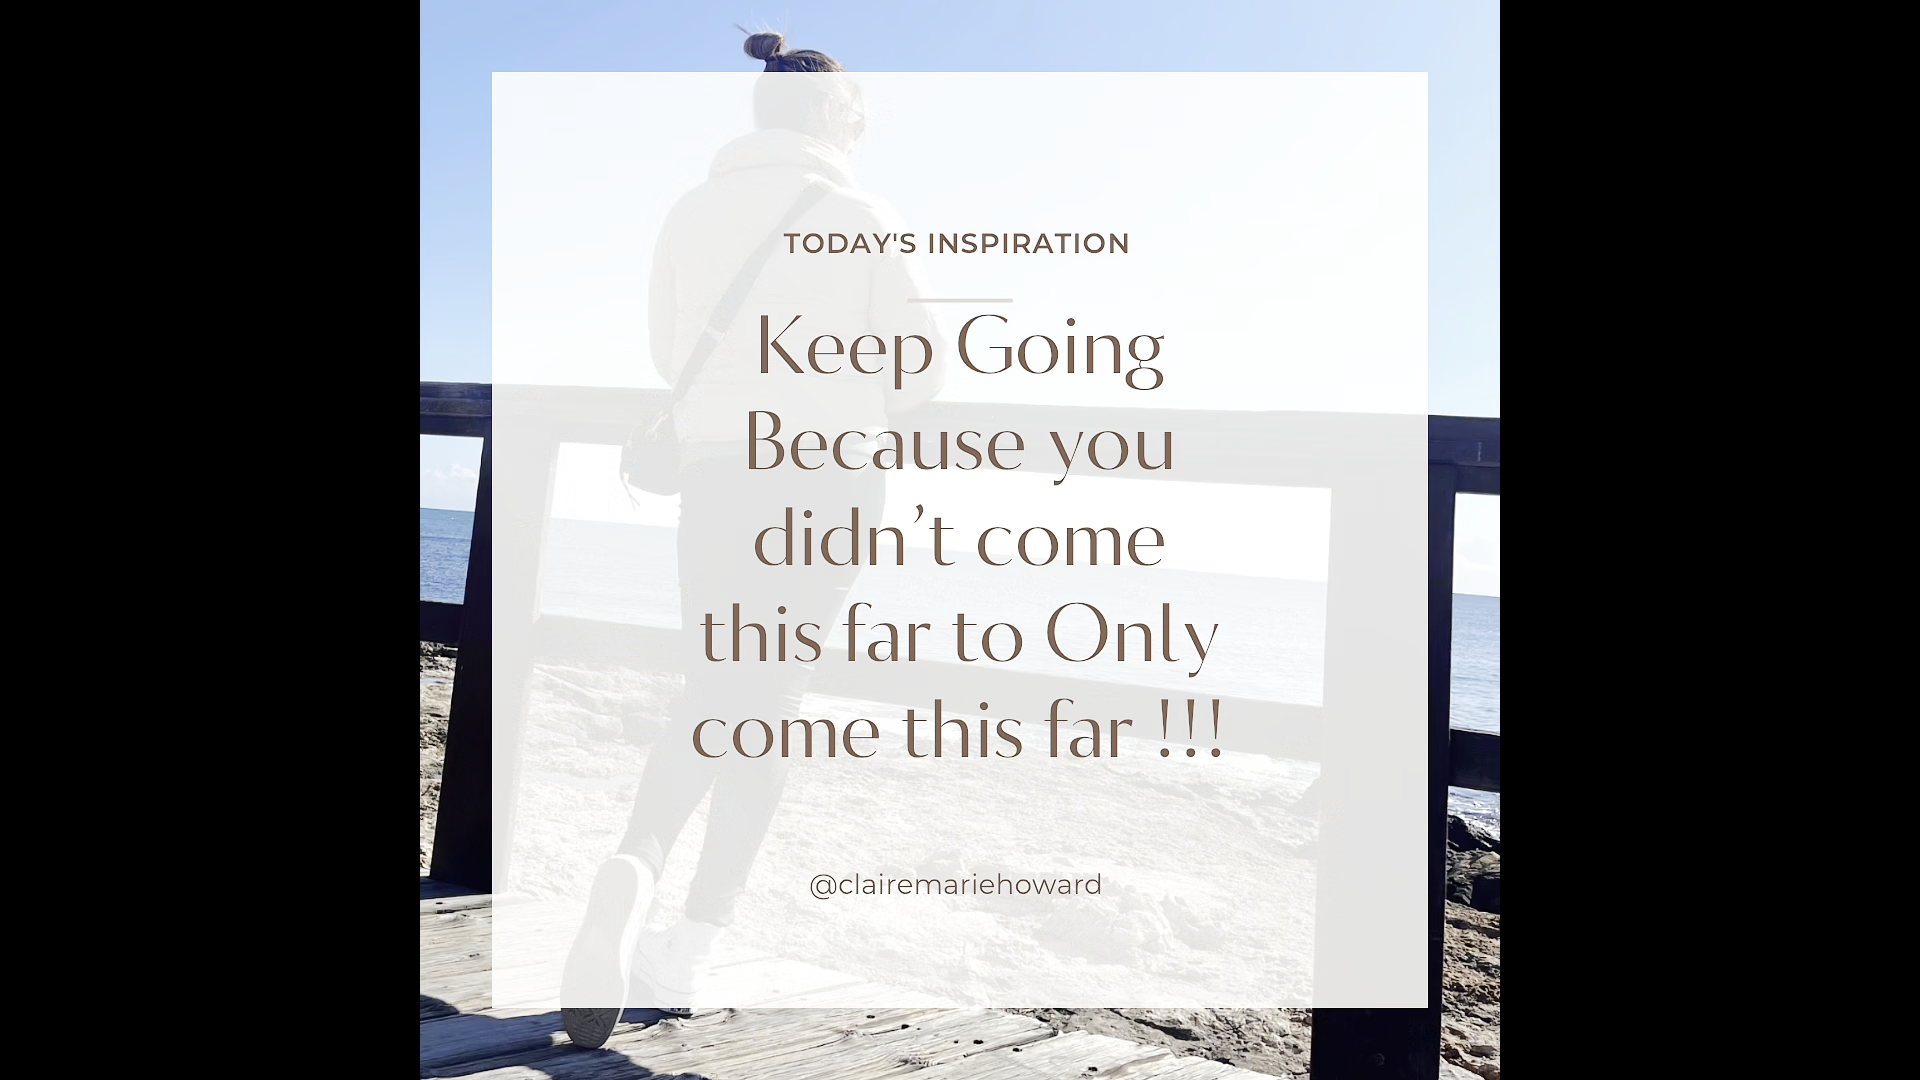 TODAY'S INSPIRATION
Keep Going
Because you
didn’t come
this far to Only
come this far !!!
@clairemariehoward